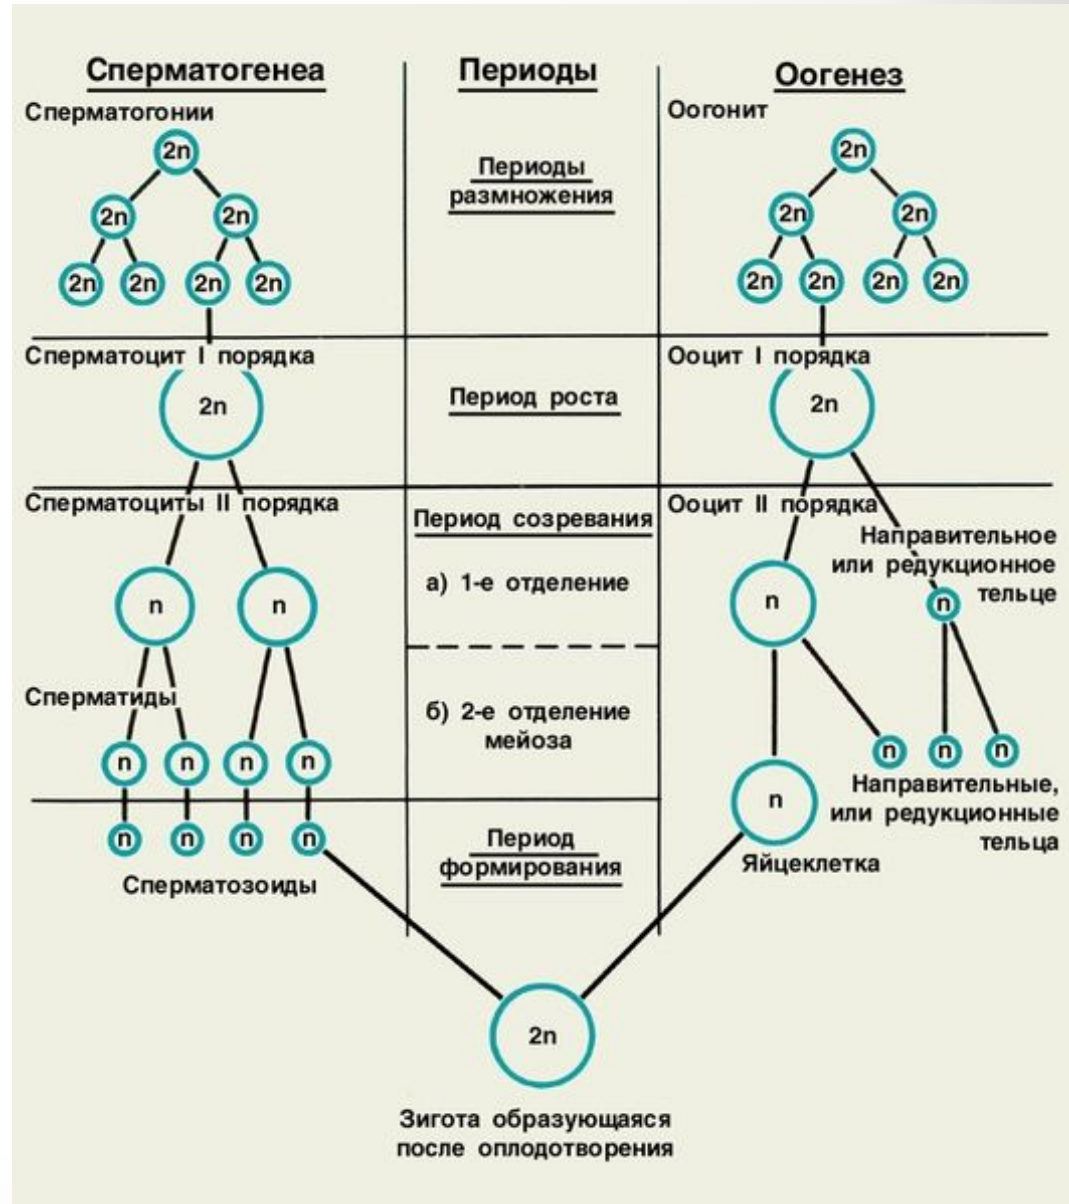 Сперматогенеа
Периоды
Оогенез
Сперматогонии
Оогонит
2n
2n
2n 2n
2n 2n
2n 2n 2n 2n
2n 2n 2n 2n
Периоды
размножения
Сперматоцит I порядка
Ооцит I порядка
2n
Период роста
2n
Сперматоциты II порядка
Период созревания
Ооцит II порядка
Направительное
или редукционное
тельце
а) 1-е отделение
n n
n
n
Сперматиды
б) 2-е отделение
мейоза
n n n n
n n n
Направительные,
или редукционные
тельца
n
Яйцеклетка
n n n n
Период
формирования
Сперматозоиды
2n
Зигота образующаяся
после оплодотворения